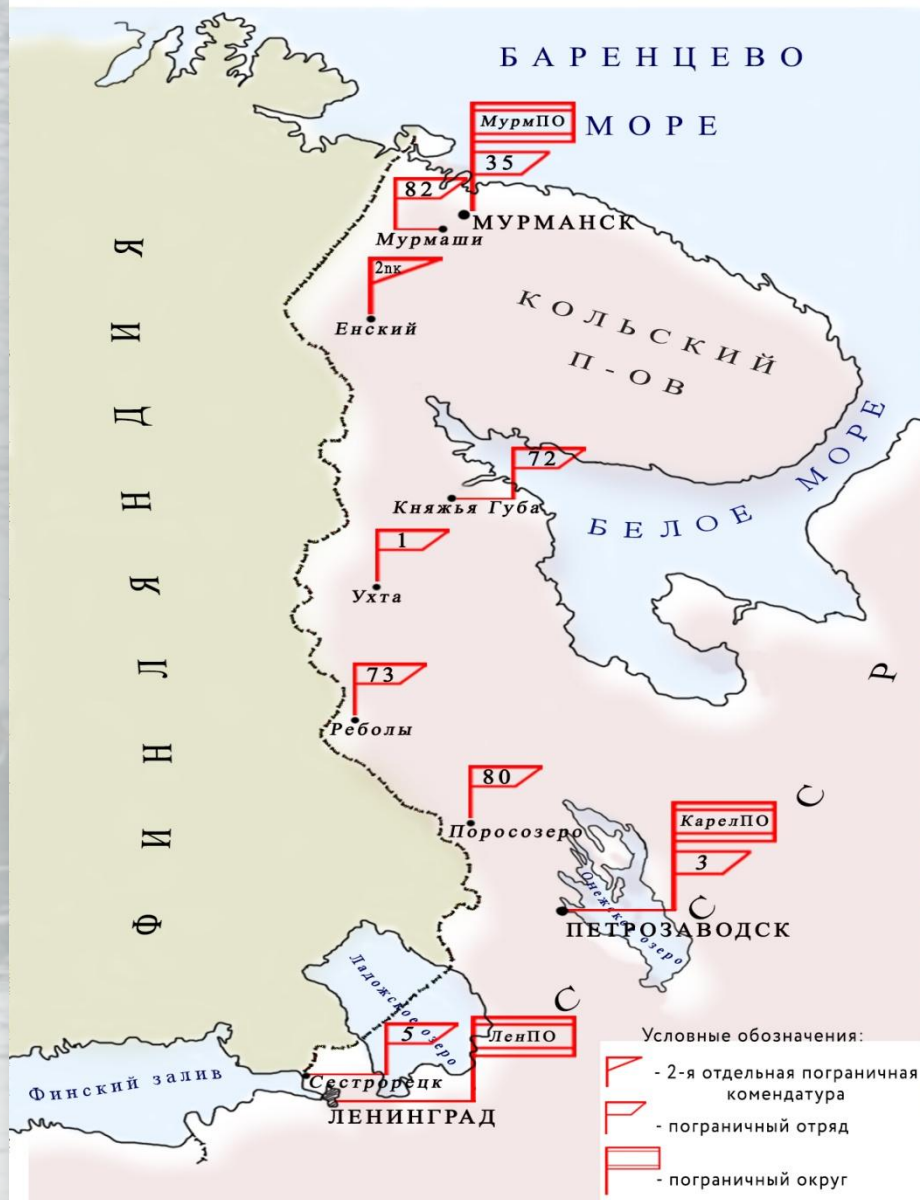 БАРЕНЦЕВО
МОРЕ
МурмПО
35
82
МУРМАНСК
Мурмаши
2пк
Енский
КОЛЬСКИЙ
П-ОВ
ФИНЛЯНДИЯ
72
Княжья Губа
БЕЛОЕ МОРЕ
1
Ухта
73
Реболы
80
Поросозеро
КарелПО
3
Онежское озеро
ПЕТРОЗАВОДСК
СССР
Ладожское озеро
5
ЛенПО
Сестрорецк
ЛЕНИНГРАД
Финский залив
Условные обозначения:
- 2-я отдельная пограничная
комендатура
- пограничный отряд
- пограничный округ